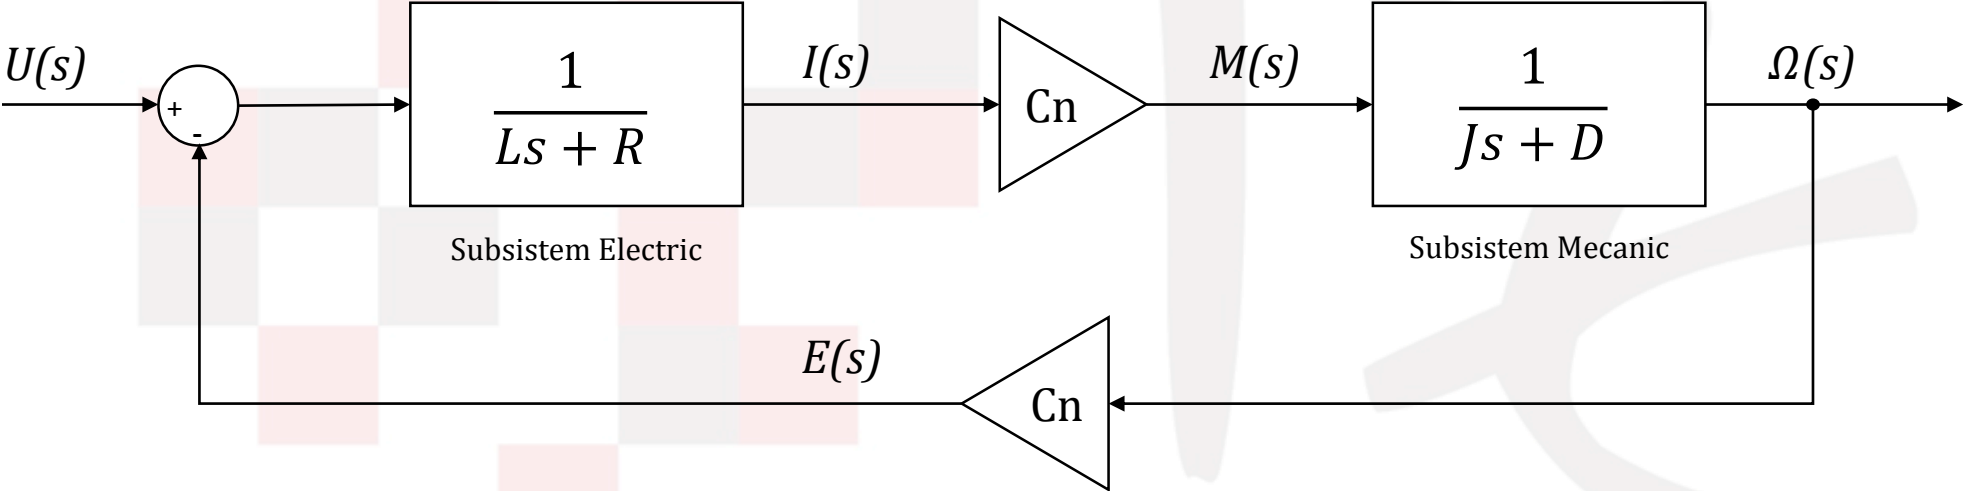 U(s)
+
-
1
Ls + R
Subsistem Electric
I(s)
Cn
M(s)
1
Js + D
Subsistem Mecanic
Ω(s)
E(s)
Cn